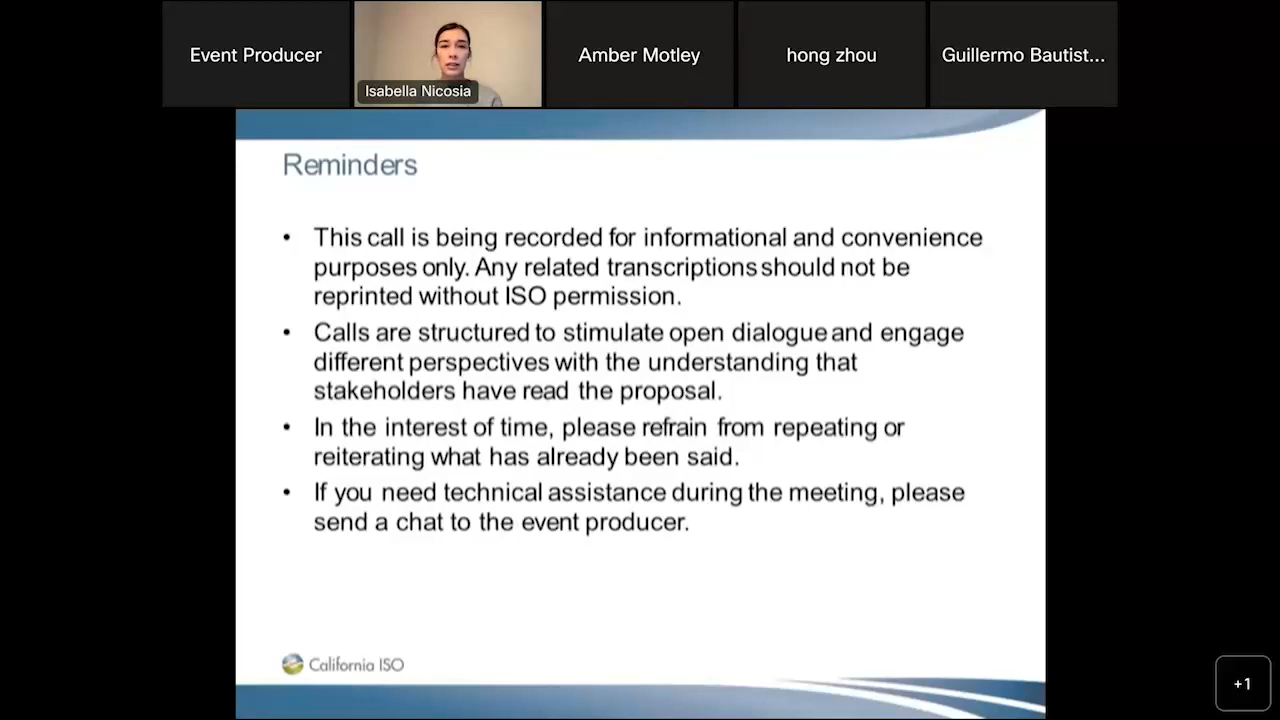 Event Producer
Isabella Nicosia
Amber Motley
hong zhou
Guillermo Bautist...
Reminders
• This call is being recorded for informational and convenience
purposes only. Any related transcriptions should not be
reprinted without ISO permission.
• Calls are structured to stimulate open dialogue and engage
different perspectives with the understanding that
stakeholders have read the proposal.
• In the interest of time, please refrain from repeating or
reiterating what has already been said.
• If you need technical assistance during the meeting, please
send a chat to the event producer.
California ISO
+1